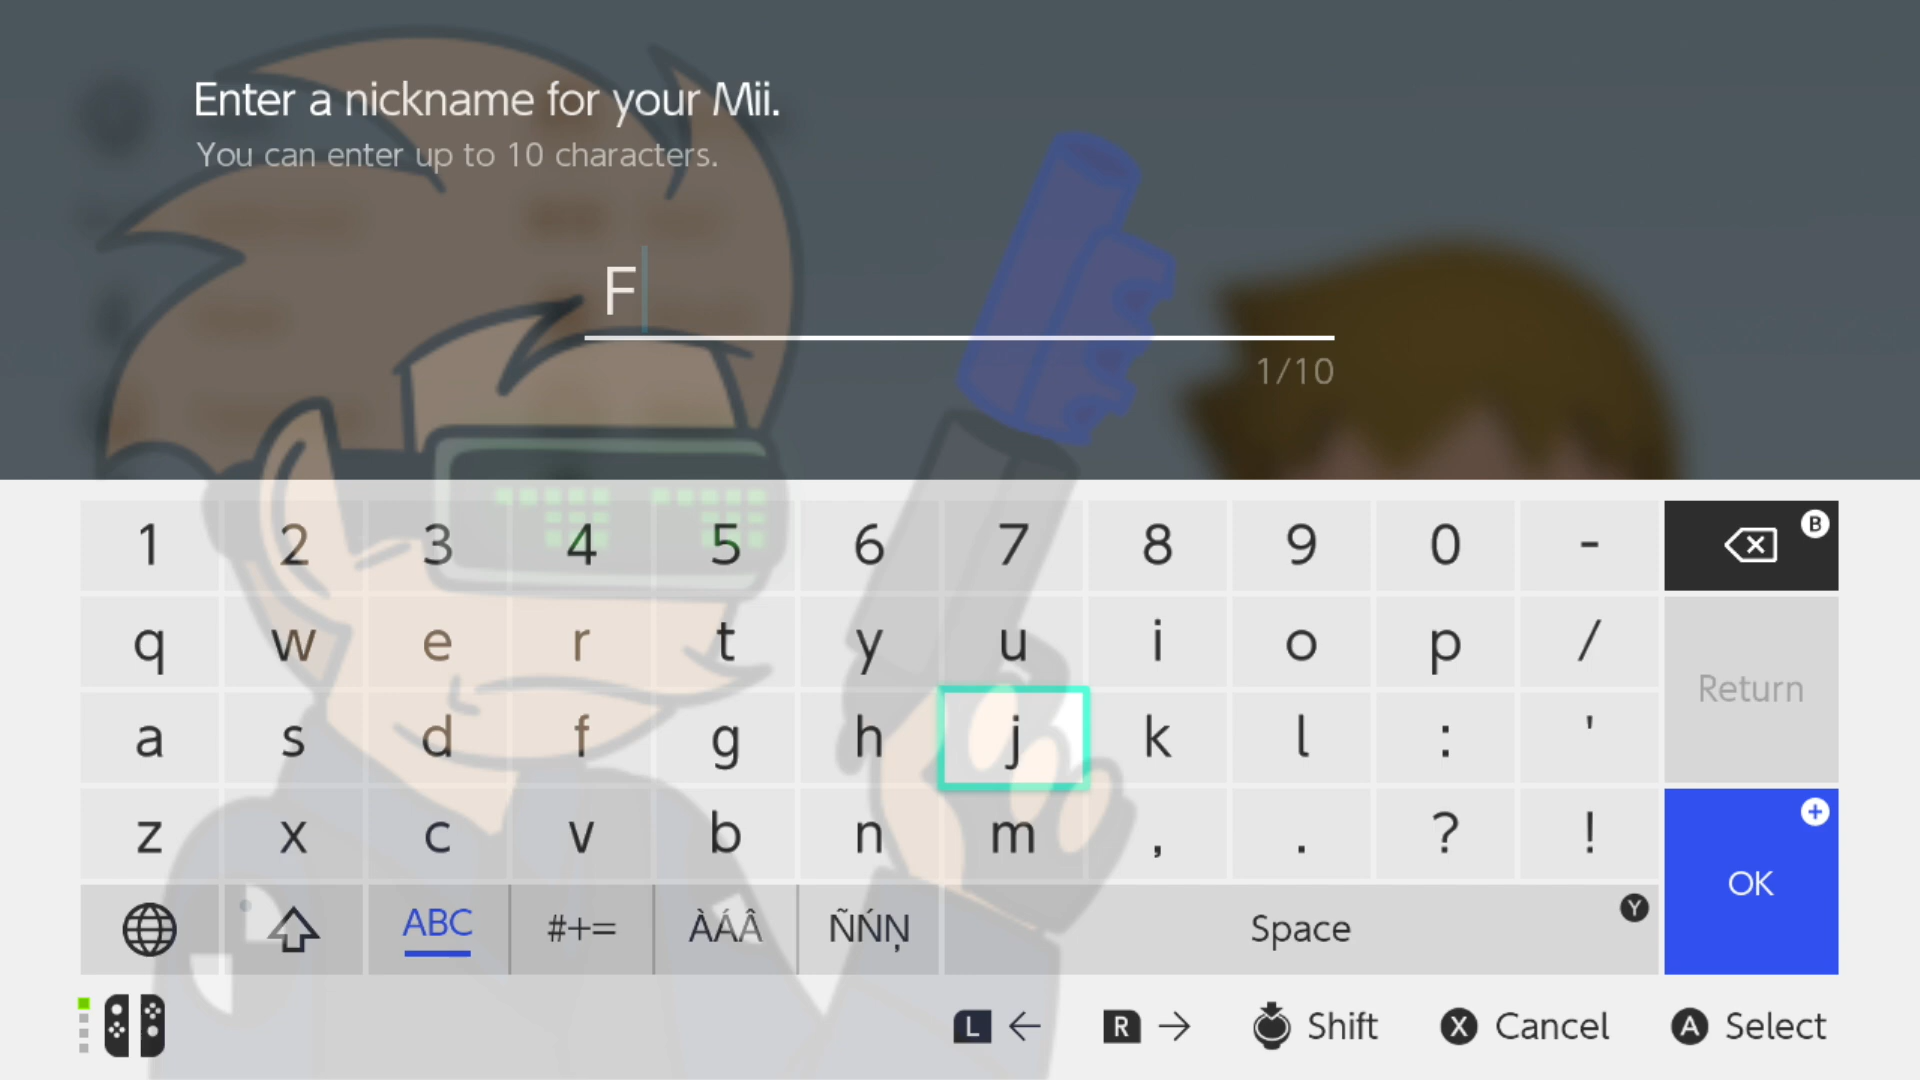 Enter a nickname for your Mii.
You can enter up to 10 characters.
F
1/10
1 2 3 4 5 6 7 8 9 0 - B
q w e r t y u i o p /
Return
a s d f g h j k l : '
z x c v b n m , . ? ! +
OK
ABC #+= ÀÁÂ ÑŃŅ Space Y
L ← R → Shift X Cancel A Select